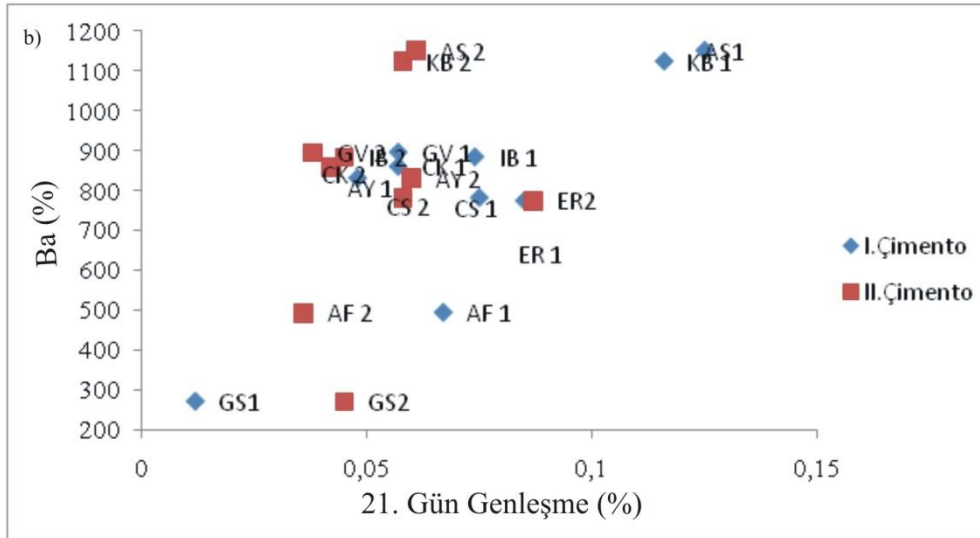 b)
1200
1100
1000
900
800
700
600
500
400
300
200
Ba (%)
AS 2
AS1
KB 2
KB 1
GV 2
IB 2
GV 1
IB 1
CK 2
CK 1
AY 1
AY 2
CS 2
CS 1
ER2
ER 1
AF 2
AF 1
GS1
GS2
I.Çimento
II.Çimento
0
0,05
0,1
0,15
21. Gün Genleşme (%)